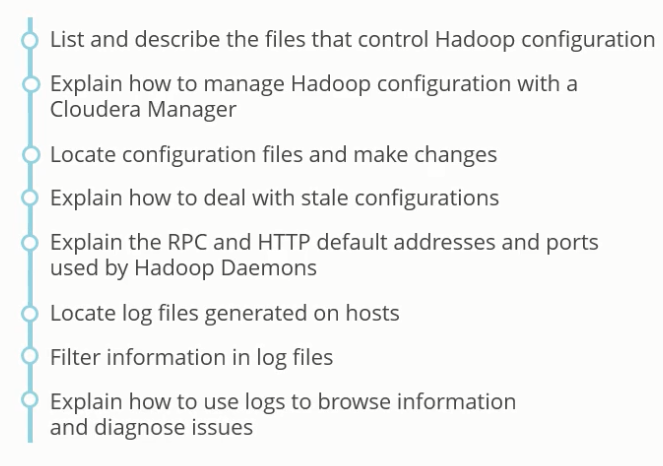 List and describe the files that control Hadoop configuration
Explain how to manage Hadoop configuration with a
Cloudera Manager
Locate configuration files and make changes
Explain how to deal with stale configurations
Explain the RPC and HTTP default addresses and ports
used by Hadoop Daemons
Locate log files generated on hosts
Filter information in log files
Explain how to use logs to browse information
and diagnose issues